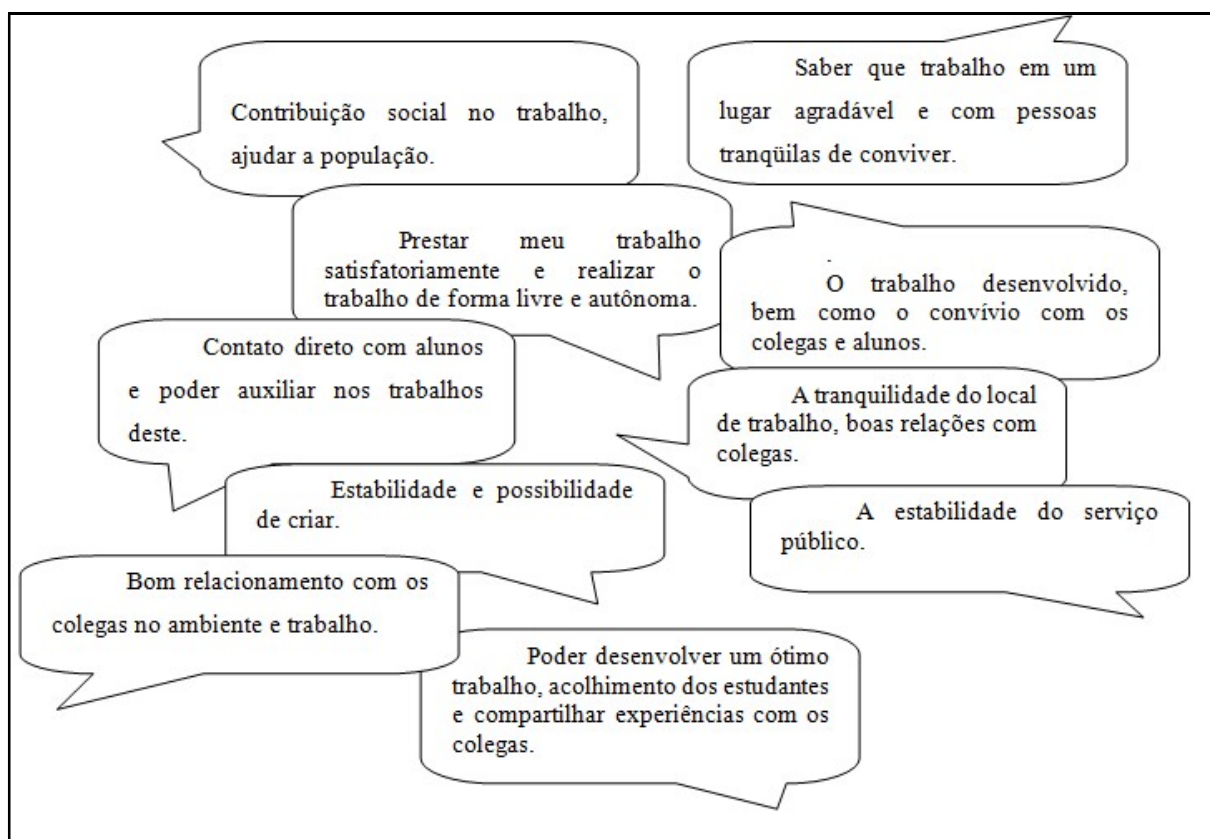 Contribuição social no trabalho,
ajudar a população.
Saber que trabalho em um
lugar agradável e com pessoas
tranqüilas de conviver.
Prestar meu trabalho
satisfatoriamente e realizar o
trabalho de forma livre e autônoma.
.
O trabalho desenvolvido,
bem como o convívio com os
colegas e alunos.
Contato direto com alunos
e poder auxiliar nos trabalhos
deste.
A tranquilidade do local
de trabalho, boas relações com
colegas.
Estabilidade e possibilidade
de criar.
A estabilidade do serviço
público.
Bom relacionamento com os
colegas no ambiente e trabalho.
Poder desenvolver um ótimo
trabalho, acolhimento dos estudantes
e compartilhar experiências com os
colegas.